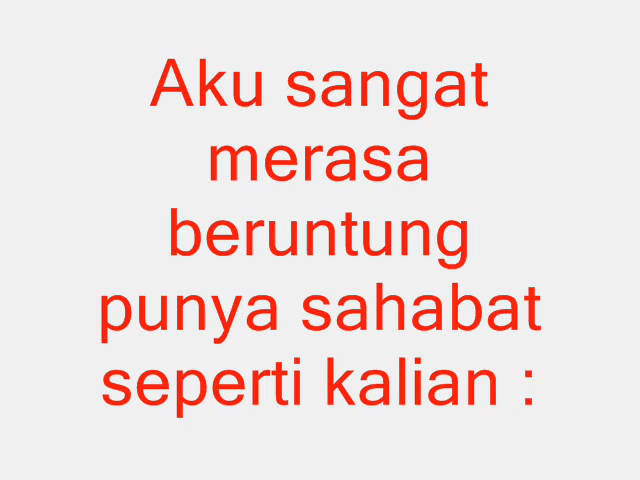 Aku sangat
merasa
beruntung
punya sahabat
seperti kalian :